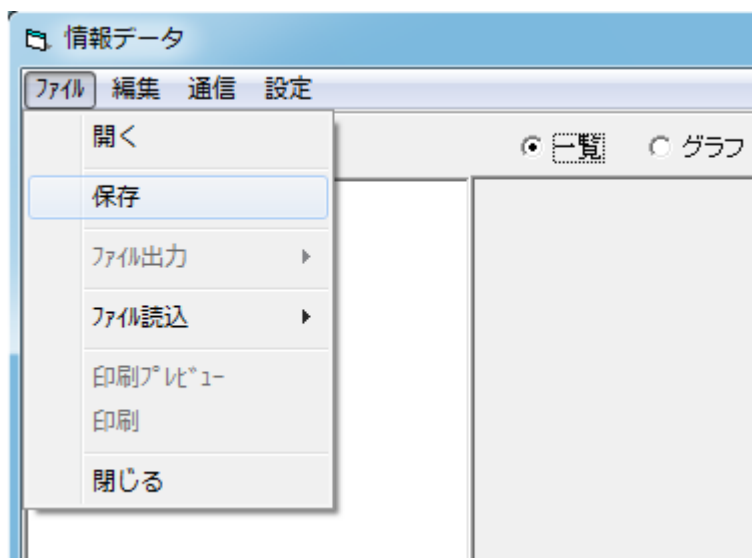 情報データ
ﾌｧｲﾙ 編集 通信 設定
開く
一覧 グラフ
保存
ﾌｧｲﾙ出力
ﾌｧｲﾙ読込
印刷ﾌﾟﾚﾋﾞｭｰ
印刷
閉じる